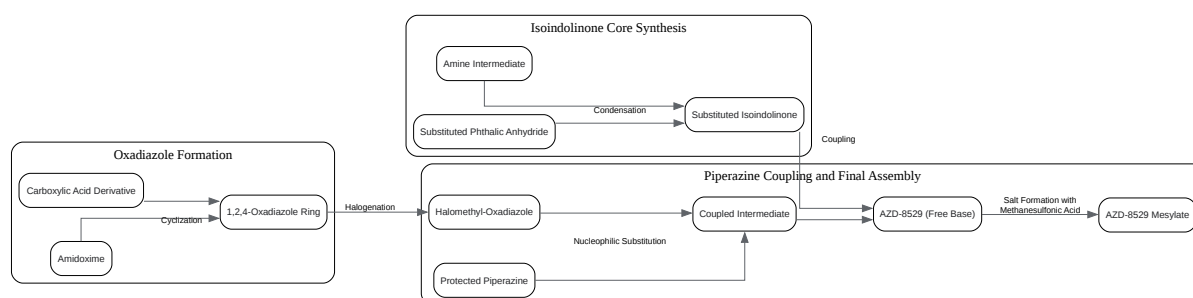 Isoindolinone Core Synthesis
Amine Intermediate
Condensation
Substituted Isoindolinone
Substituted Phthalic Anhydride
Coupling
Oxadiazole Formation
Carboxylic Acid Derivative
Cyclization
1,2,4-Oxadiazole Ring
Amidoxime
Halogenation
Piperazine Coupling and Final Assembly
Halomethyl-Oxadiazole
Nucleophilic Substitution
Protected Piperazine
Coupled Intermediate
AZD-8529 (Free Base)
Salt Formation with
Methanesulfonic Acid
AZD-8529 Mesylate